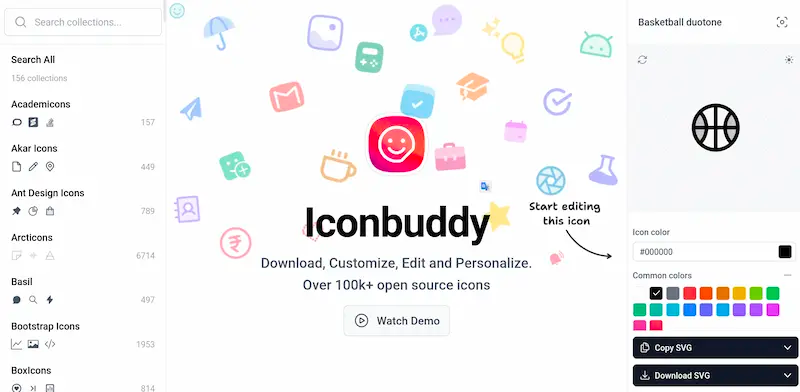 Search collections...
Search All
156 collections
Academicons
157
Akar Icons
449
Ant Design Icons
789
Arcticons
6714
Basil
497
Bootstrap Icons
1953
BoxIcons
814
Iconbuddy
Download, Customize, Edit and Personalize.
Over 100k+ open source icons
Watch Demo
Start editing
this icon
Basketball duotone
Icon color
#000000
Common colors
Copy SVG
Download SVG